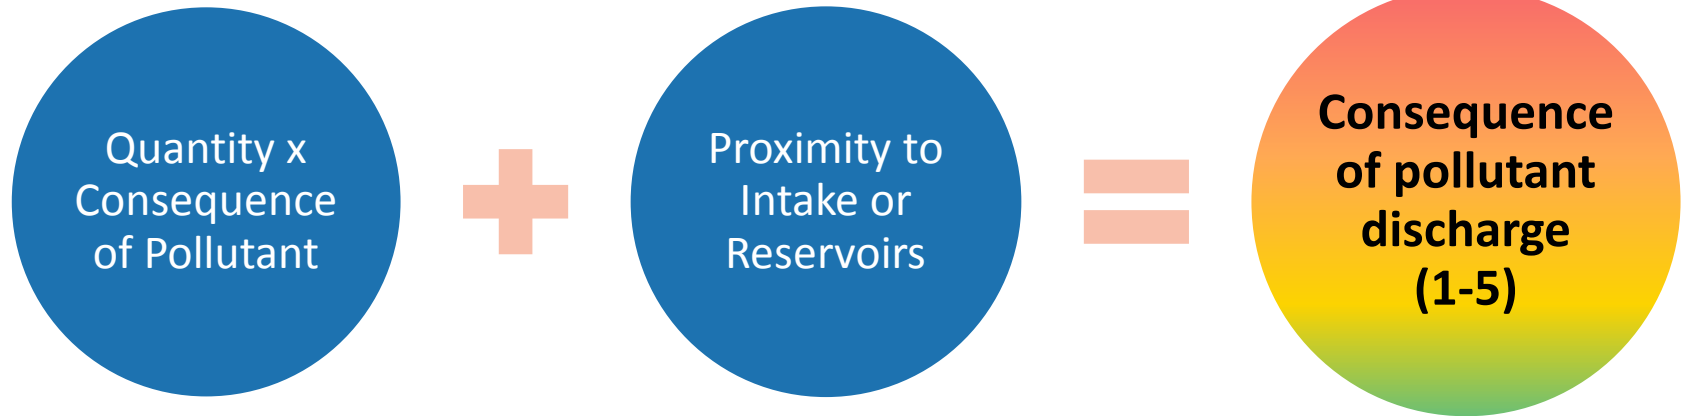 Quantity x
Consequence
of Pollutant
Proximity to
Intake or
Reservoirs
Consequence
of pollutant
discharge
(1-5)